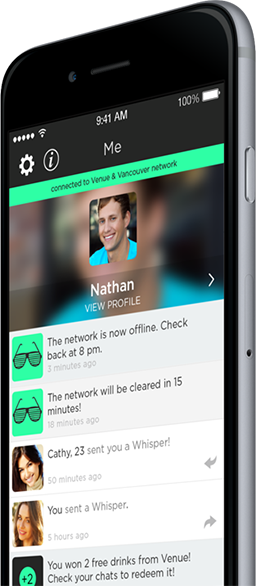 9:41 AM
100%
Me
connected to Venue & Vancouver network
Nathan
VIEW PROFILE
The network is now offline. Check
back at 8 pm.
3 minutes ago
The network will be cleared in 15
minutes!
18 minutes ago
Cathy, 23 sent you a Whisper!
50 minutes ago
You sent a Whisper.
5 hours ago
+2
You won 2 free drinks from Venue!
Check your chats to redeem it!